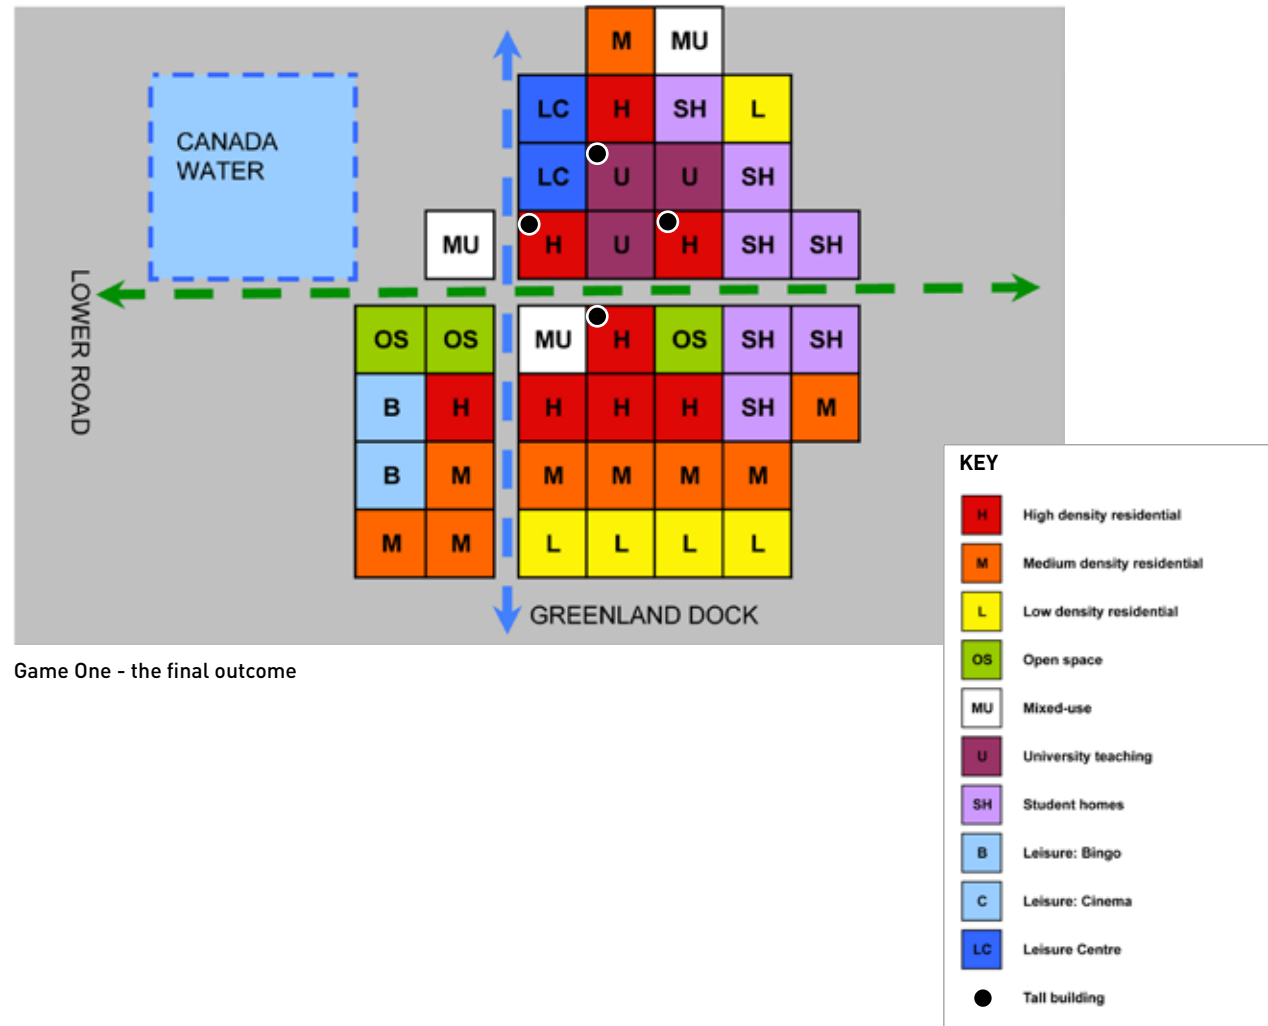 M MU
LC H SH L
CANADA
WATER
LC U U SH
MU H U H SH SH
LOWER ROAD
OS OS MU H OS SH SH
B H H H H SH M
B M M M M M
M M L L L L
GREENLAND DOCK
Game One - the final outcome
KEY
H High density residential
M Medium density residential
L Low density residential
OS Open space
MU Mixed-use
U University teaching
SH Student homes
B Leisure: Bingo
C Leisure: Cinema
LC Leisure Centre
Tall building